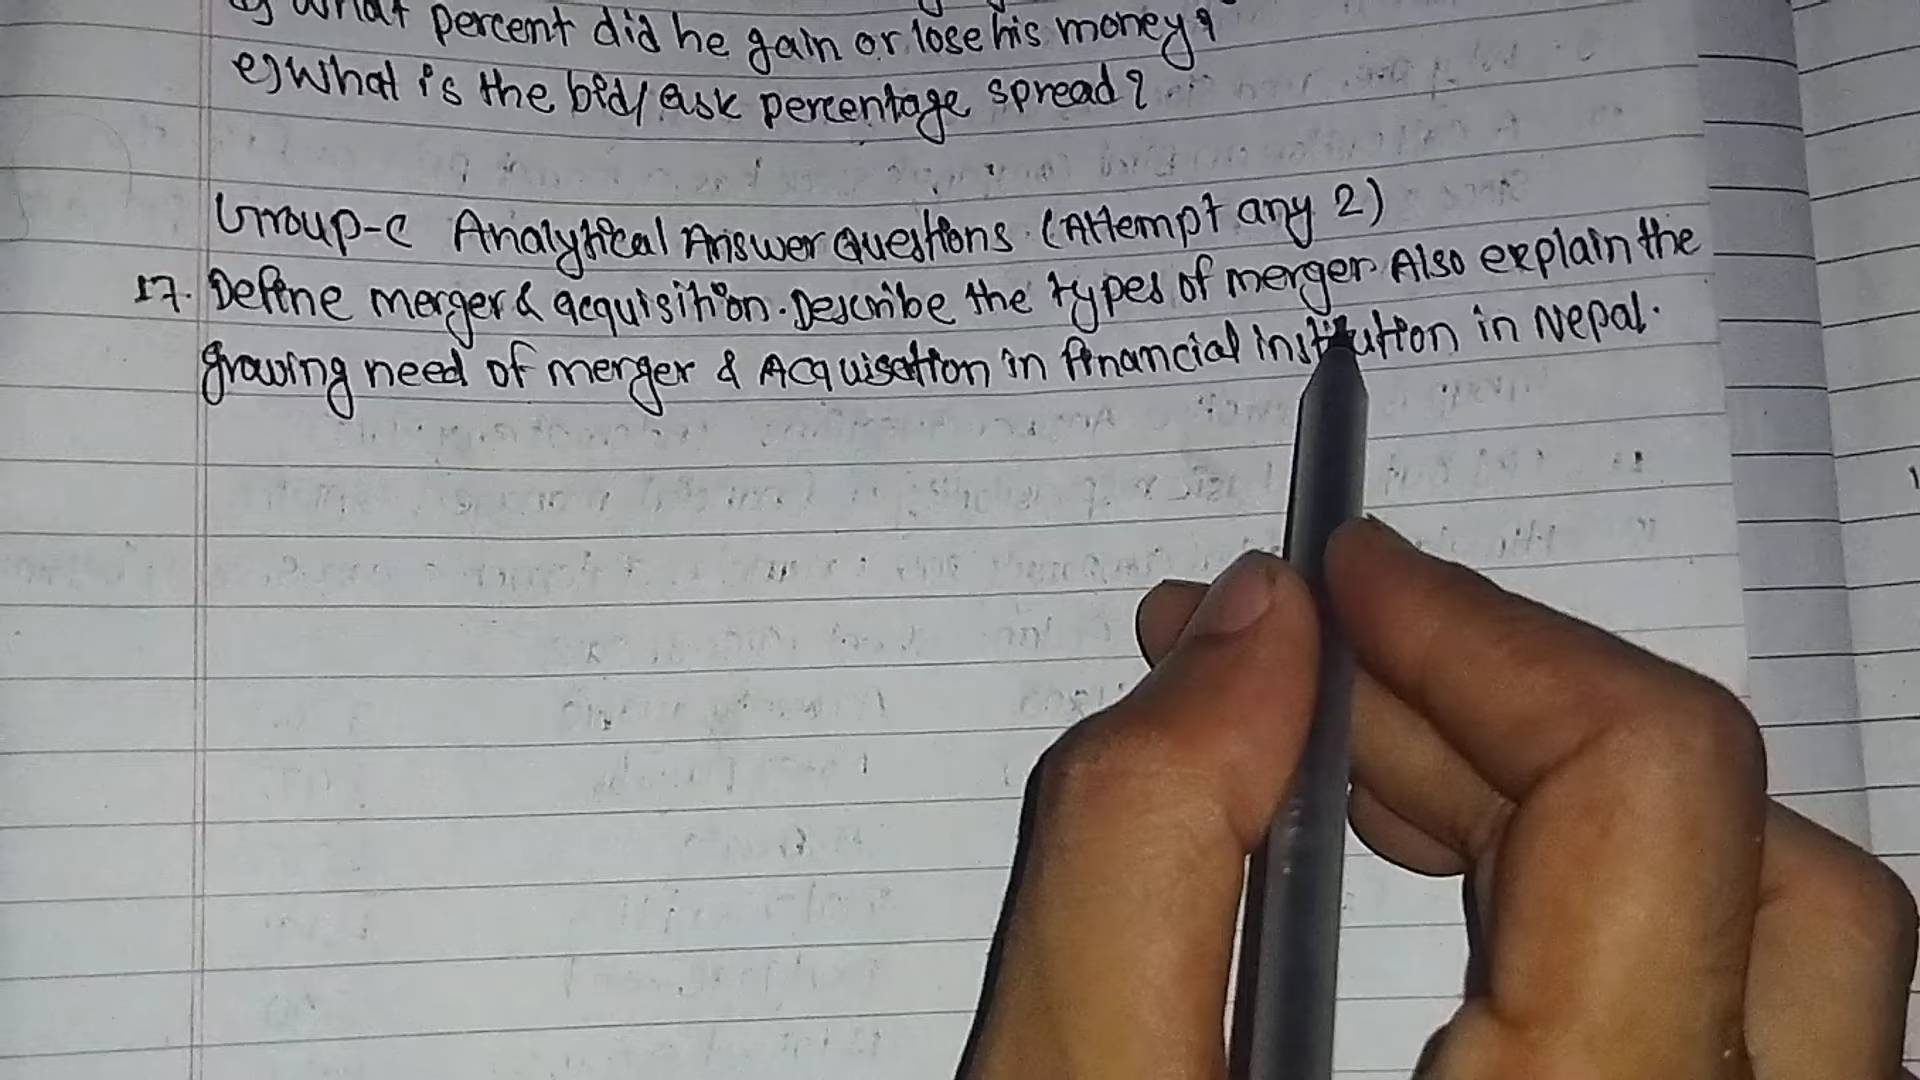 what percent did he gain or lose his money?
e) What is the bid/ask percentage spread?
Group-C Analytical Answer Questions (Attempt any 2)
17. Define merger & acquisition. Describe the types of merger. Also explain the
growing need of merger & Acquisation in financial institution in Nepal.